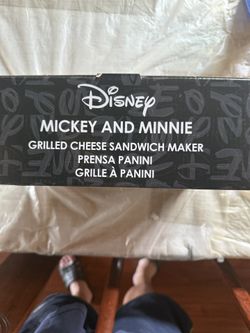 Disney
MICKEY AND MINNIE
GRILLED CHEESE SANDWICH MAKER
PRENSA PANINI
GRILLE À PANINI